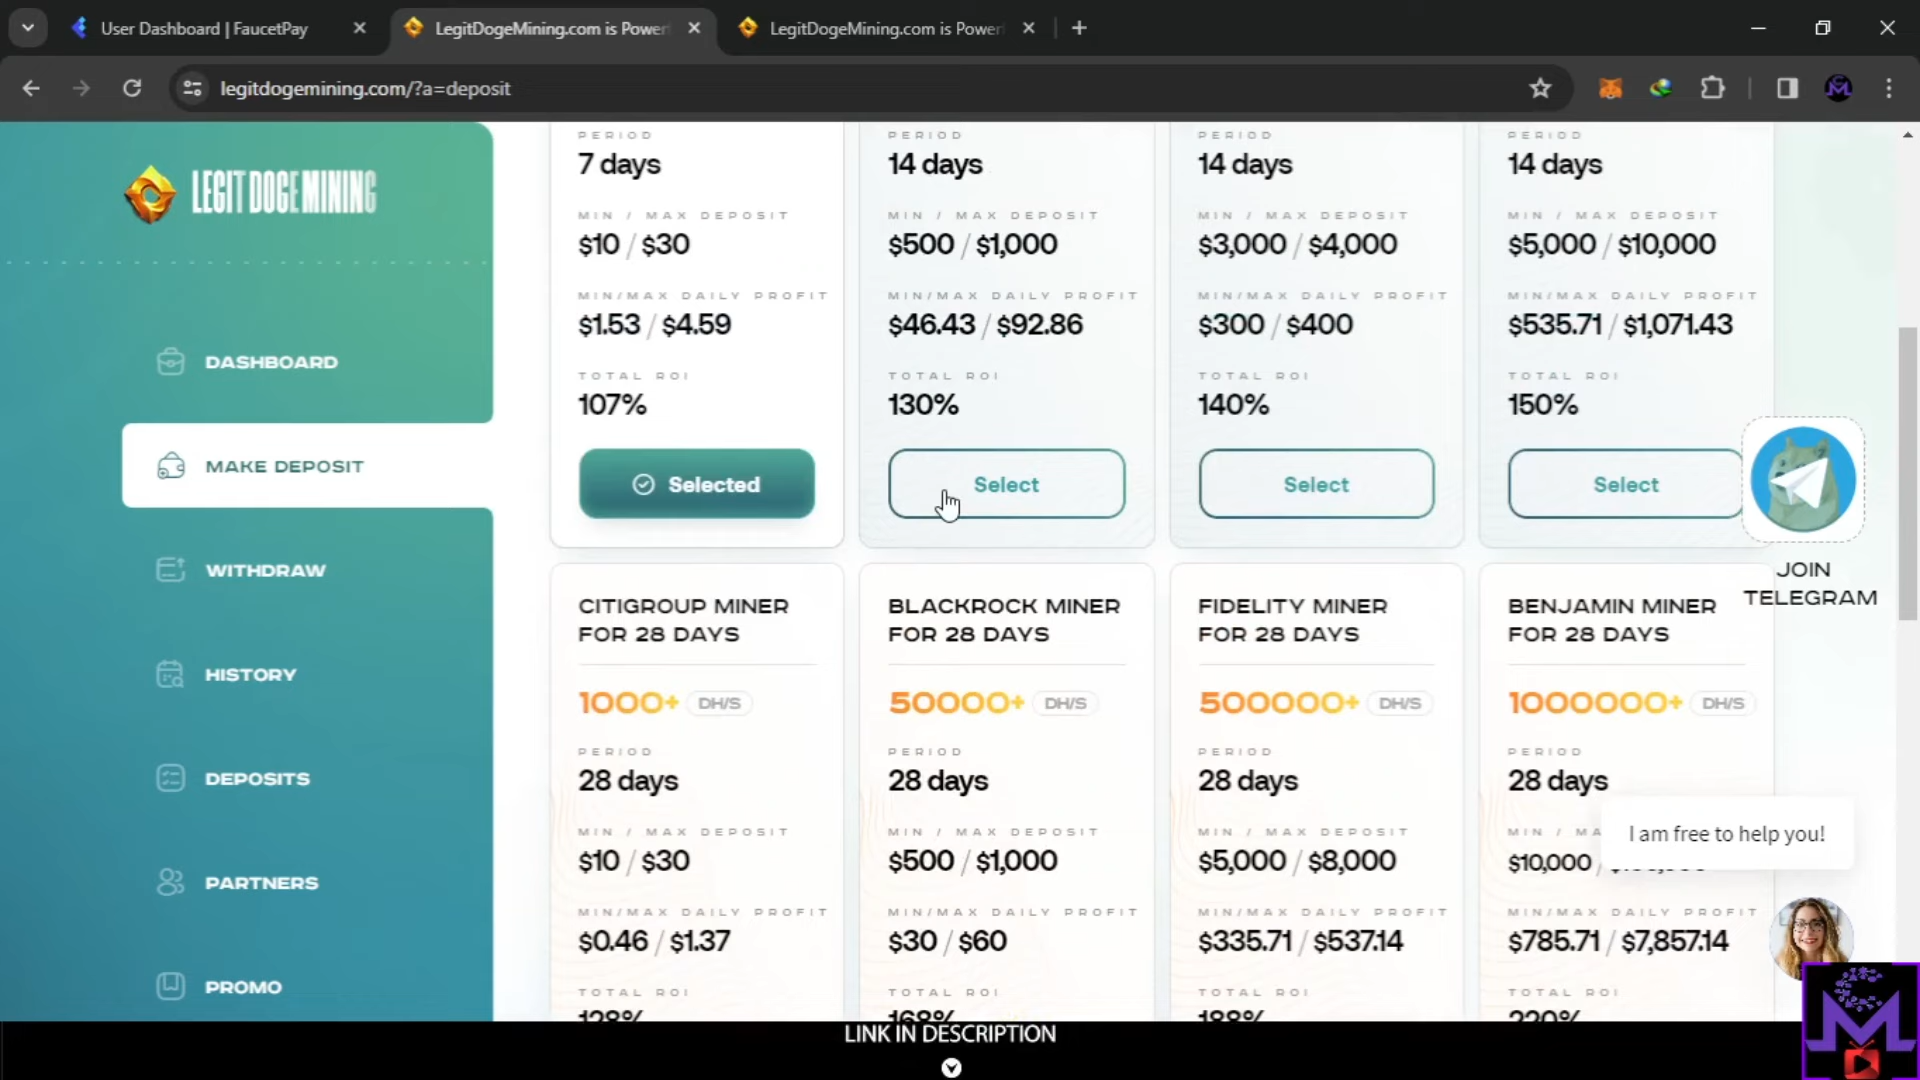 User Dashboard | FaucetPay
LegitDogeMining.com is Power
LegitDogeMining.com is Power
legitdogemining.com/?a=deposit
LEGIT DOGE MINING
DASHBOARD
MAKE DEPOSIT
WITHDRAW
HISTORY
DEPOSITS
PARTNERS
PROMO
PERIOD PERIOD PERIOD PERIOD
7 days 14 days 14 days 14 days
MIN / MAX DEPOSIT MIN / MAX DEPOSIT MIN / MAX DEPOSIT MIN / MAX DEPOSIT
$10 / $30 $500 / $1,000 $3,000 / $4,000 $5,000 / $10,000
MIN/MAX DAILY PROFIT MIN/MAX DAILY PROFIT MIN/MAX DAILY PROFIT MIN/MAX DAILY PROFIT
$1.53 / $4.59 $46.43 / $92.86 $300 / $400 $535.71 / $1,071.43
TOTAL ROI TOTAL ROI TOTAL ROI TOTAL ROI
107% 130% 140% 150%
Selected Select Select Select
CITIGROUP MINER BLACKROCK MINER FIDELITY MINER BENJAMIN MINER
FOR 28 DAYS FOR 28 DAYS FOR 28 DAYS FOR 28 DAYS
1000+ DH/S 50000+ DH/S 500000+ DH/S 1000000+ DH/S
PERIOD PERIOD PERIOD PERIOD
28 days 28 days 28 days 28 days
MIN / MAX DEPOSIT MIN / MAX DEPOSIT MIN / MAX DEPOSIT MIN /
$10 / $30 $500 / $1,000 $5,000 / $8,000 $10,000 /
MIN/MAX DAILY PROFIT MIN/MAX DAILY PROFIT MIN/MAX DAILY PROFIT MIN/MAX DAILY PROFIT
$0.46 / $1.37 $30 / $60 $335.71 / $537.14 $785.71 / $7,857.14
TOTAL ROI TOTAL ROI TOTAL ROI TOTAL ROI
128% 168% 188% 220%
JOIN
TELEGRAM
I am free to help you!
LINK IN DESCRIPTION